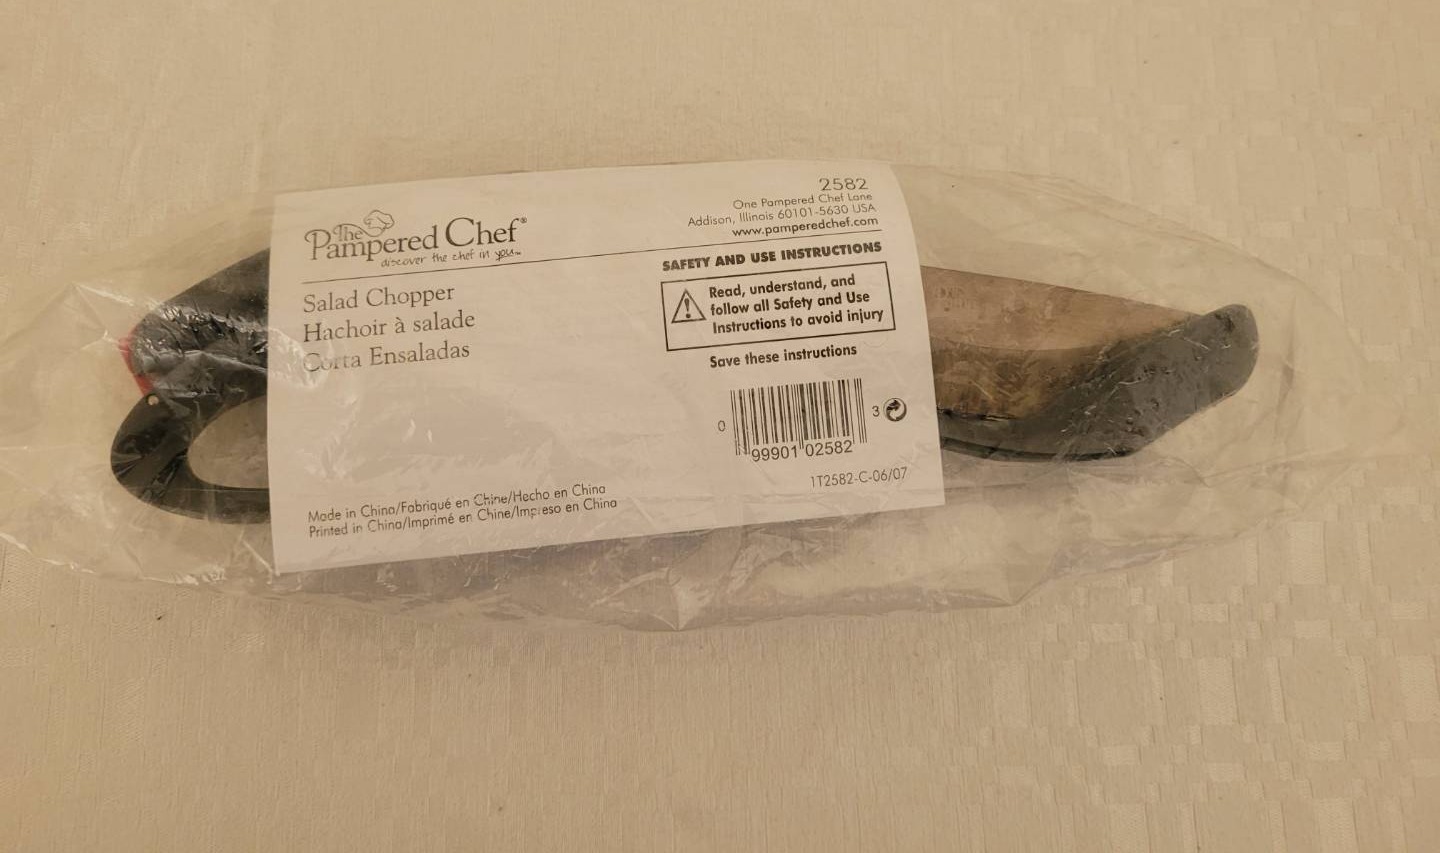 The
Pampered Chef®
discover the chef in you™
2582
One Pampered Chef Lane
Addison, Illinois 60101-5630 USA
www.pamperedchef.com
Salad Chopper
Hachoir à salade
Corta Ensaladas
SAFETY AND USE INSTRUCTIONS
Read, understand, and
follow all Safety and Use
Instructions to avoid injury
Save these instructions
0 99901 02582 3
1T2582-C-06/07
Made in China/Fabriqué en Chine/Hecho en China
Printed in China/Imprimé en Chine/Impreso en China